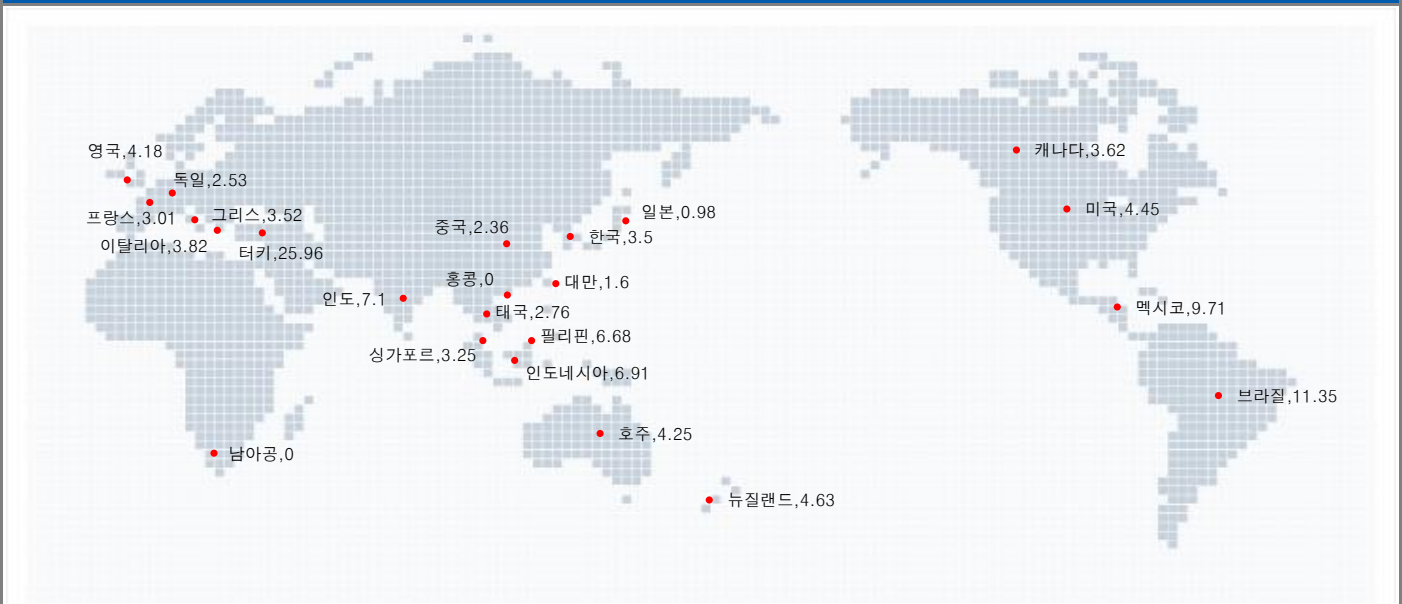 영국,4.18
캐나다,3.62
독일,2.53
프랑스,3.01
그리스,3.52
일본,0.98
미국,4.45
중국,2.36
한국,3.5
이탈리아,3.82
터키,25.96
홍콩,0
대만,1.6
인도,7.1
태국,2.76
멕시코,9.71
필리핀,6.68
싱가포르,3.25
인도네시아,6.91
브라질,11.35
호주,4.25
남아공,0
뉴질랜드,4.63